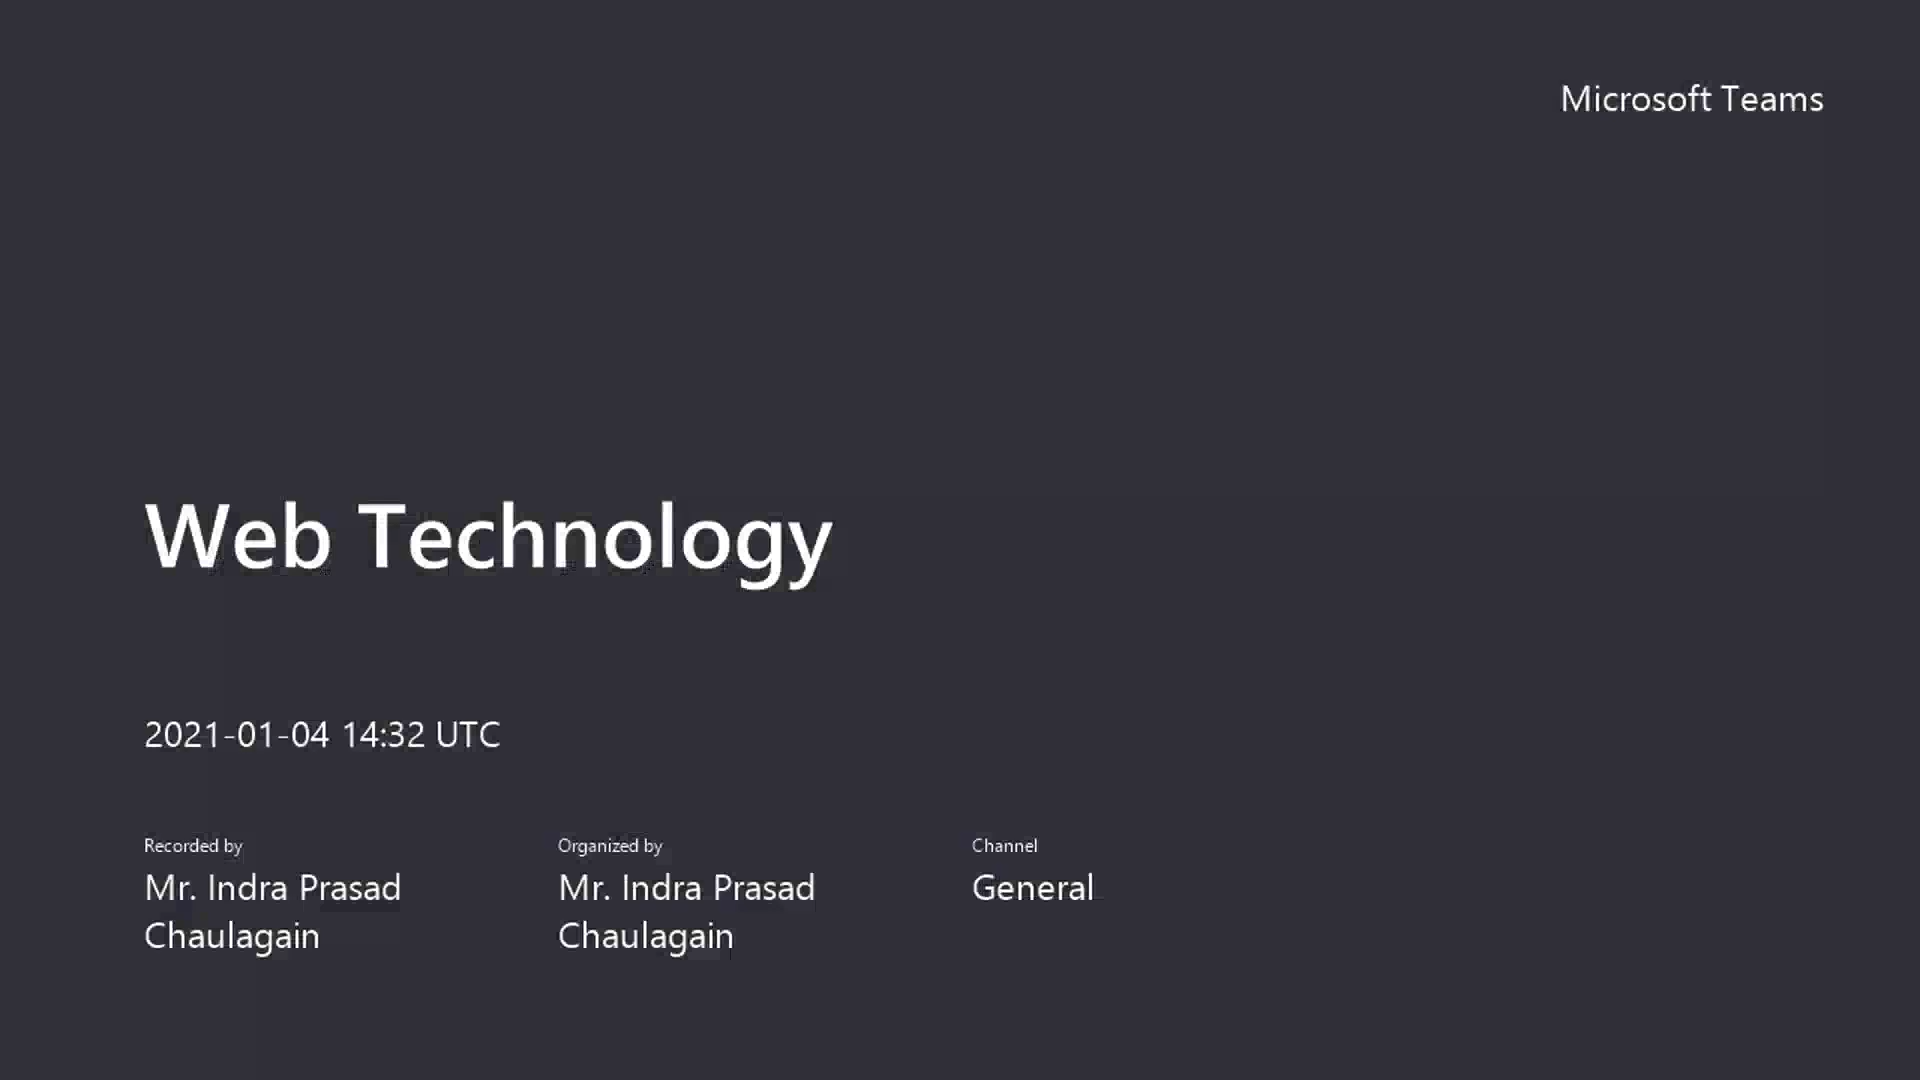 Microsoft Teams
Web Technology
2021-01-04 14:32 UTC
Recorded by
Mr. Indra Prasad
Chaulagain
Organized by
Mr. Indra Prasad
Chaulagain
Channel
General